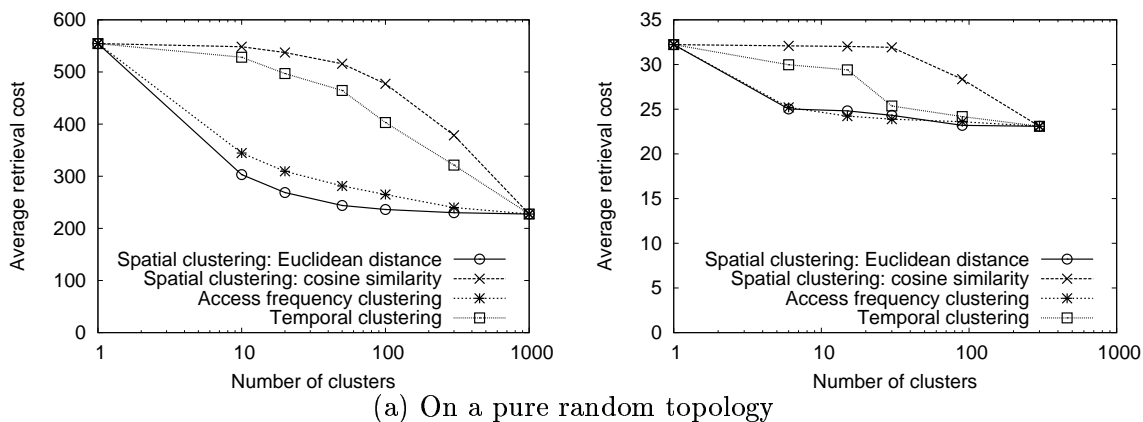 Average retrieval cost
600
500
400
300
200
100
0
1
10
100
1000
Number of clusters
Spatial clustering: Euclidean distance
Spatial clustering: cosine similarity
Access frequency clustering
Temporal clustering
Average retrieval cost
35
30
25
20
15
10
5
0
1
10
100
1000
Number of clusters
Spatial clustering: Euclidean distance
Spatial clustering: cosine similarity
Access frequency clustering
Temporal clustering
(a) On a pure random topology